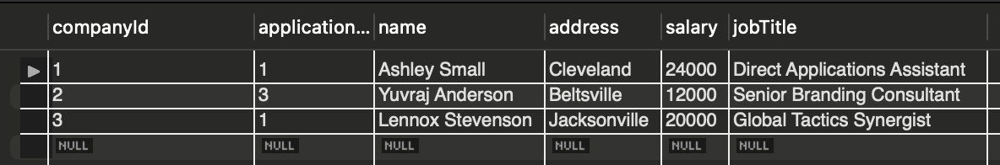 companyId application... name address salary jobTitle
1 1 Ashley Small Cleveland 24000 Direct Applications Assistant
2 3 Yuvraj Anderson Beltsville 12000 Senior Branding Consultant
3 1 Lennox Stevenson Jacksonville 20000 Global Tactics Synergist
NULL NULL NULL NULL NULL NULL